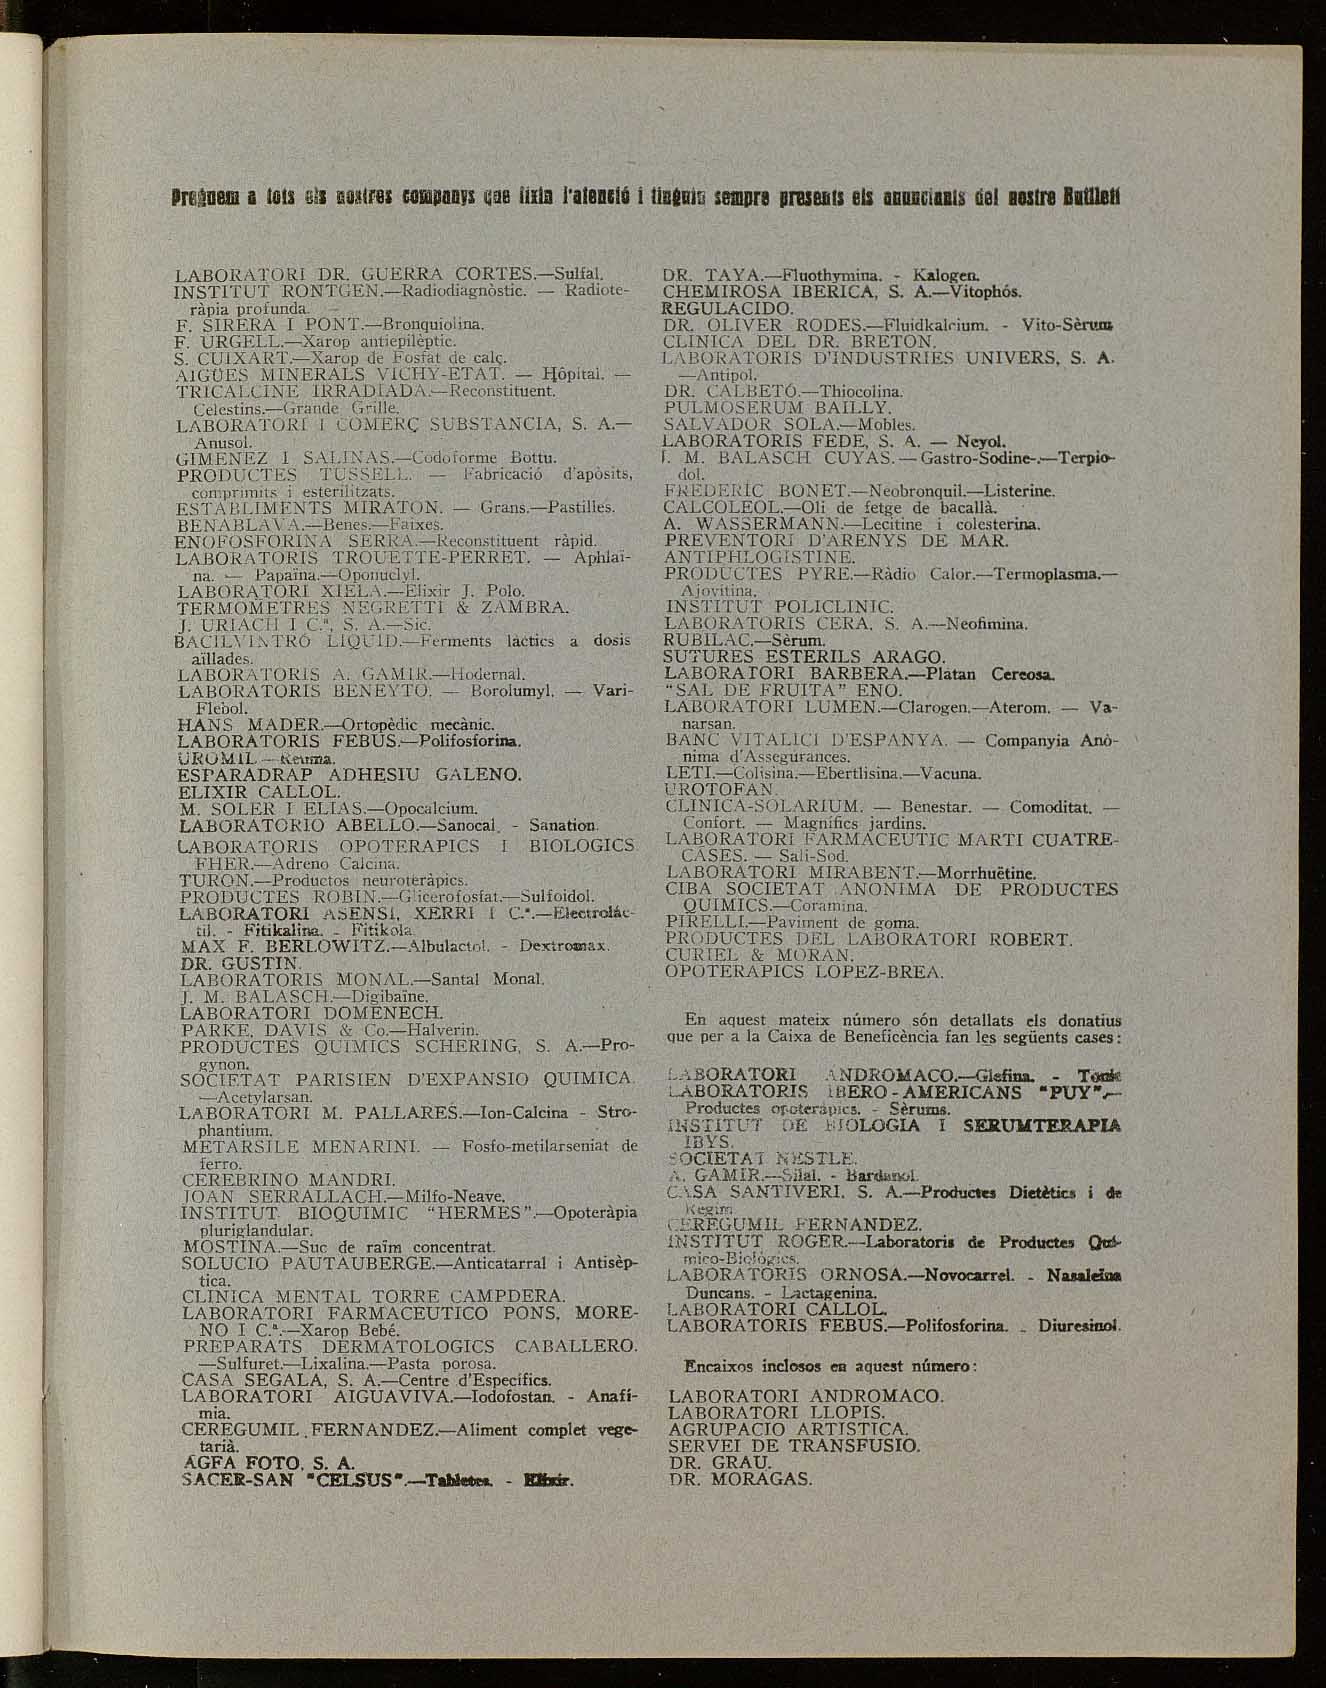 Preguem a tots els nostres companys que fixin l'atenció i tinguin sempre presents els anunciants del nostre Butlletí
LABORATORI DR. GUERRA CORTES.—Sulfal.
INSTITUT RONTGEN.—Radiodiagnòstic. — Radiote-
ràpia profunda.
F. SIRERA I PONT.—Bronquiolina.
F. URGELL.—Xarop antiepilèptic.
S. CUIXART.—Xarop de Fosfat de calç.
AIGÜES MINERALS VICHY-ETAT. — Hôpital. —
TRICALCINE IRRADIADA.—Reconstituent.
Celestins.—Grande Grille.
LABORATORI I COMERÇ SUBSTANCIA, S. A.—
Anusol.
GIMENEZ I SALINAS.—Codoforme Bottu.
PRODUCTES TUSSELL. — Fabricació d'apòsits,
comprimits i esterilitzats.
ESTABLIMENTS MIRATON. — Grans.—Pastilles.
BENABLAVA.—Benes.—Faixes.
ENOFOSFORINA SERRA.—Reconstituent ràpid.
LABORATORIS TROUETTE-PERRET. — Aphlaï-
na. — Papaïna.—Oponuclyl.
LABORATORI XIELA.—Elixir J. Polo.
TERMOMETRES NEGRETTI & ZAMBRA.
J. URIACH I C.ª, S. A.—Sic.
BACILVINTRÓ LIQUID.—Ferments làctics a dosis
aïllades.
LABORATORIS A. GAMIR.—Hodernal.
LABORATORIS BENEYTO. — Borolumyl. — Vari-
Flebol.
HANS MADER.—Ortopèdic mecànic.
LABORATORIS FEBUS.—Polifosforina.
UROMIL.—Reuma.
ESPARADRAP ADHESIU GALENO.
ELIXIR CALLOL.
M. SOLER I ELIAS.—Opocalcium.
LABORATORIO ABELLO.—Sanocal. - Sanation.
LABORATORIS OPOTERAPICS I BIOLOGICS
FHER.—Adreno Calcina.
TURON.—Productos neuroteràpics.
PRODUCTES ROBIN.—Glicerofosfat.—Sulfoidol.
LABORATORI ASENSI, XERRI I C.ª.—Electrolác-
til. - Fitikalina. - Fitikola
MAX F. BERLOWITZ.—Albulactol. - Dextromax.
DR. GUSTIN.
LABORATORIS MONAL.—Santal Monal.
J. M. BALASCH.—Digibaïne.
LABORATORI DOMENECH.
PARKE, DAVIS & Co.—Halverin.
PRODUCTES QUIMICS SCHERING, S. A.—Pro-
gynon.
SOCIETAT PARISIEN D'EXPANSIO QUIMICA.
—Acetylarsan.
LABORATORI M. PALLARES.—Ion-Calcina - Stro-
phantium.
METARSILE MENARINI. — Fosfo-metilarseniat de
ferro.
CEREBRINO MANDRI.
JOAN SERRALLACH.—Milfo-Neave.
INSTITUT BIOQUIMIC "HERMES".—Opoteràpia
pluriglandular.
MOSTINA.—Suc de raïm concentrat.
SOLUCIO PAUTAUBERGE.—Anticatarral i Antisèp-
tica.
CLINICA MENTAL TORRE CAMPDERA.
LABORATORI FARMACEUTICO PONS, MORE-
NO I C.ª.—Xarop Bebé.
PREPARATS DERMATOLOGICS CABALLERO.
—Sulfuret.—Lixalina.—Pasta porosa.
CASA SEGALA, S. A.—Centre d'Específics.
LABORATORI AIGUAVIVA.—Iodofostan. - Anafi-
mia.
CEREGUMIL FERNANDEZ.—Aliment complet vege-
tarià.
AGFA FOTO, S. A.
SACER-SAN "CELSUS".—Tabletes. - Elixir.
DR. TAYA.—Fluothymina. - Kalogen.
CHEMIROSA IBERICA, S. A.—Vitophós.
REGULACIDO.
DR. OLIVER RODES.—Fluidkalcium. - Vito-Sèrum
CLINICA DEL DR. BRETON.
LABORATORIS D'INDUSTRIES UNIVERS, S. A.
—Antipol.
DR. CALBETÓ.—Thiocolina.
PULMOSERUM BAILLY.
SALVADOR SOLA.—Mobles.
LABORATORIS FEDE, S. A. — Neyol.
J. M. BALASCH CUYAS.—Gastro-Sodine-.—Terpio-
dol.
FREDERIC BONET.—Neobronquil.—Listerine.
CALCOLEOL.—Oli de fetge de bacallà.
A. WASSERMANN.—Lecitine i colesterina.
PREVENTORI D'ARENYS DE MAR.
ANTIPHLOGISTINE.
PRODUCTES PYRE.—Ràdio Calor.—Termoplasma.—
Ajovitina.
INSTITUT POLICLINIC.
LABORATORIS CERA, S. A.—Neofimina.
RUBILAC.—Sèrum.
SUTURES ESTERILS ARAGO.
LABORATORI BARBERA.—Plàtan Cereosa.
"SAL DE FRUITA" ENO.
LABORATORI LUMEN.—Clarogen.—Aterom. — Va-
narsan.
BANC VITALICI D'ESPANYA. — Companyia Anò-
nima d'Assegurances.
LETI.—Colisina.—Ebertlisina.—Vacuna.
UROTOFAN.
CLINICA-SOLARIUM. — Benestar. — Comoditat. —
Confort. — Magnífics jardins.
LABORATORI FARMACEUTIC MARTI CUATRE-
CASES. — Sali-Sod.
LABORATORI MIRABENT.—Morrhuëtine.
CIBA SOCIETAT ANONIMA DE PRODUCTES
QUIMICS.—Coramina.
PIRELLI.—Paviment de goma.
PRODUCTES DEL LABORATORI ROBERT.
CURIEL & MORAN.
OPOTERAPICS LOPEZ-BREA.
En aquest mateix número són detallats els donatius
que per a la Caixa de Beneficència fan les següents cases:
LABORATORI ANDROMACO.—Glefina. - Tonic
LABORATORIS IBERO-AMERICANS "PUY".—
Productes opoteràpics. - Sèrums.
INSTITUT DE BIOLOGIA I SERUMTERAPIA
IBYS.
SOCIETAT NESTLE.
A. GAMIR.—Silal. - Bardanol.
CASA SANTIVERI, S. A.—Productes Dietètics i de
Regim
CEREGUMIL FERNANDEZ.
INSTITUT ROGER.—Laboratoris de Productes Quí-
mico-Biològics.
LABORATORIS ORNOSA.—Novocarrel. - Nasaleina
Duncans. - Lactagenina.
LABORATORI CALLOL.
LABORATORIS FEBUS.—Polifosforina. - Diuresinol.
Encaixos inclosos en aquest número:
LABORATORI ANDROMACO.
LABORATORI LLOPIS.
AGRUPACIO ARTISTICA.
SERVEI DE TRANSFUSIO.
DR. GRAU.
DR. MORAGAS.